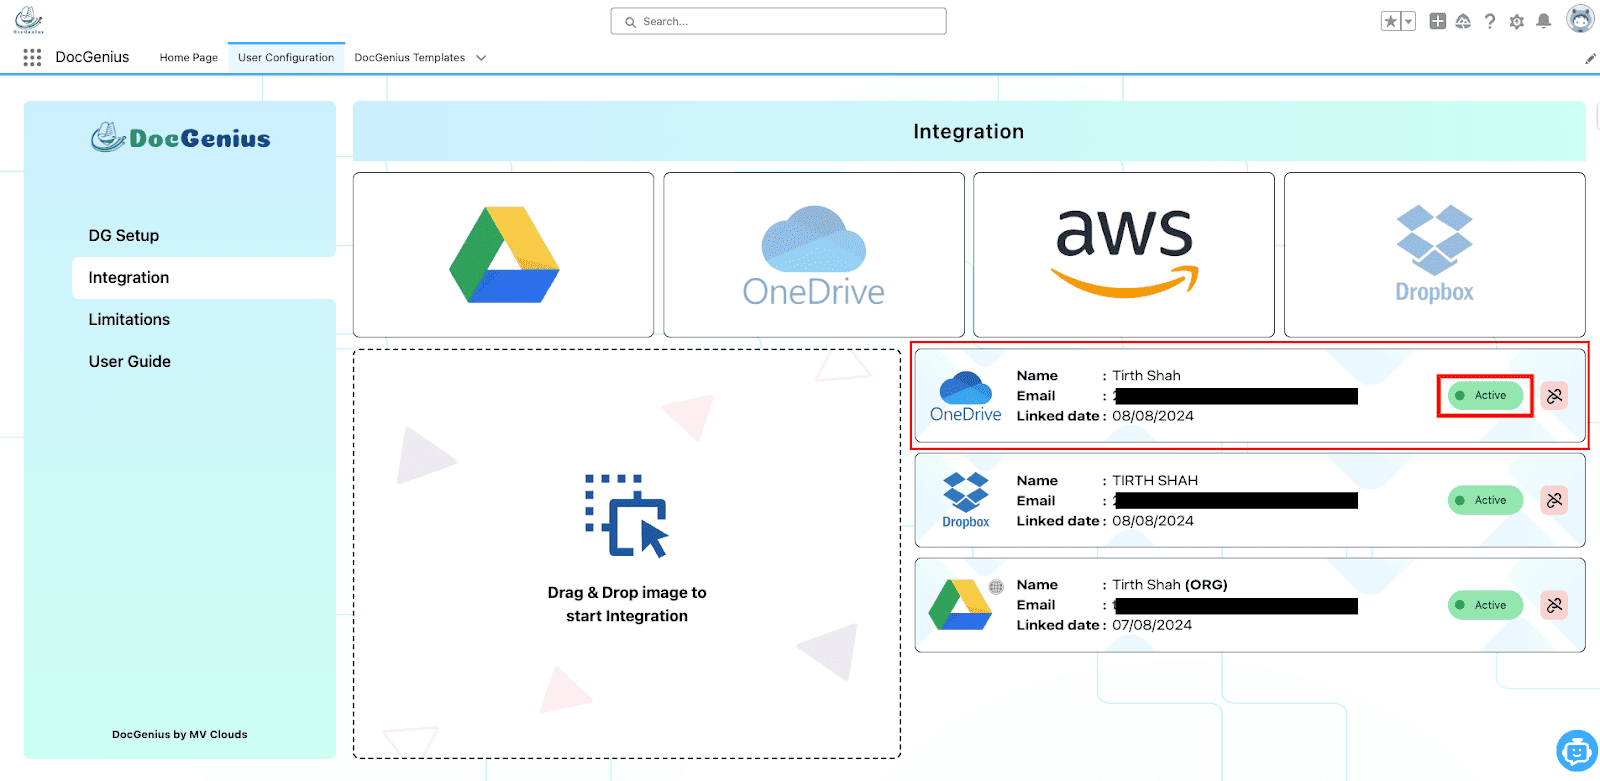 DocGenius
Search...
DocGenius
Home Page
User Configuration
DocGenius Templates
DocGenius
DG Setup
Integration
Limitations
User Guide
DocGenius by MV Clouds
Integration
OneDrive
aws
Dropbox
Drag & Drop image to
start Integration
OneDrive
Name : Tirth Shah
Email :
Linked date : 08/08/2024
Active
Dropbox
Name : TIRTH SHAH
Email :
Linked date : 08/08/2024
Active
Name : Tirth Shah (ORG)
Email :
Linked date : 07/08/2024
Active